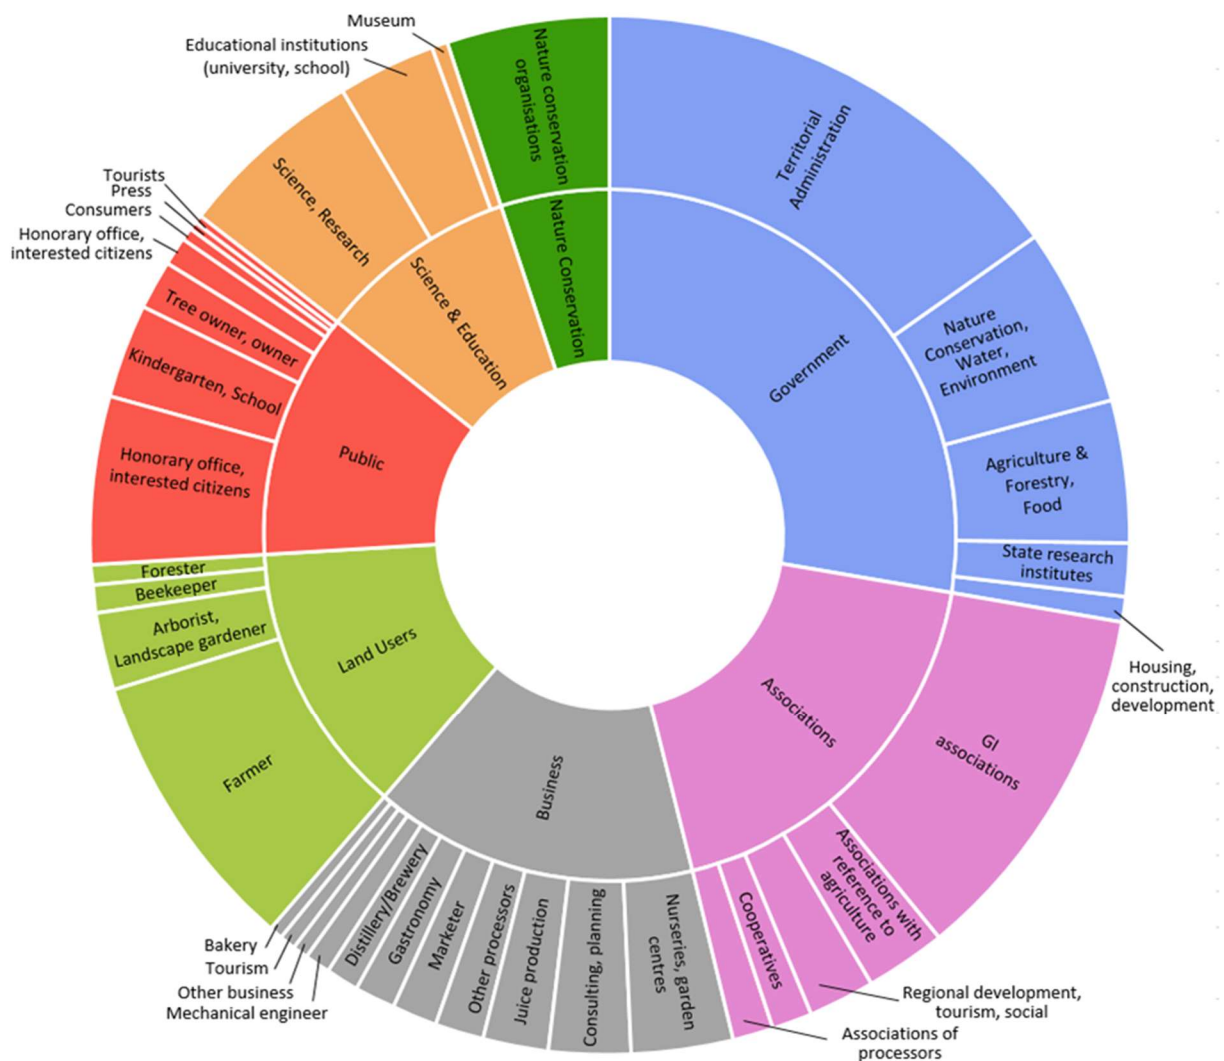 Museum
Educational institutions
(university, school)
Nature conservation
organisations
Territorial
Administration
Science, Research
Tourists
Press
Consumers
Honorary office,
interested citizens
Science & Education
Nature Conservation
Government
Nature
Conservation,
Water,
Environment
Tree owner, owner
Kindergarten, School
Public
Honorary office,
interested citizens
Agriculture &
Forestry,
Food
State research
institutes
Housing,
construction,
development
Forester
Beekeeper
Arborist,
Landscape gardener
Land Users
Farmer
Associations
GI
associations
Business
Associations with
reference to
agriculture
Cooperatives
Regional development,
tourism, social
Associations of
processors
Nurseries, garden
centres
Consulting, planning
Juice production
Other processors
Marketer
Gastronomy
Distillery/Brewery
Bakery
Tourism
Other business
Mechanical engineer